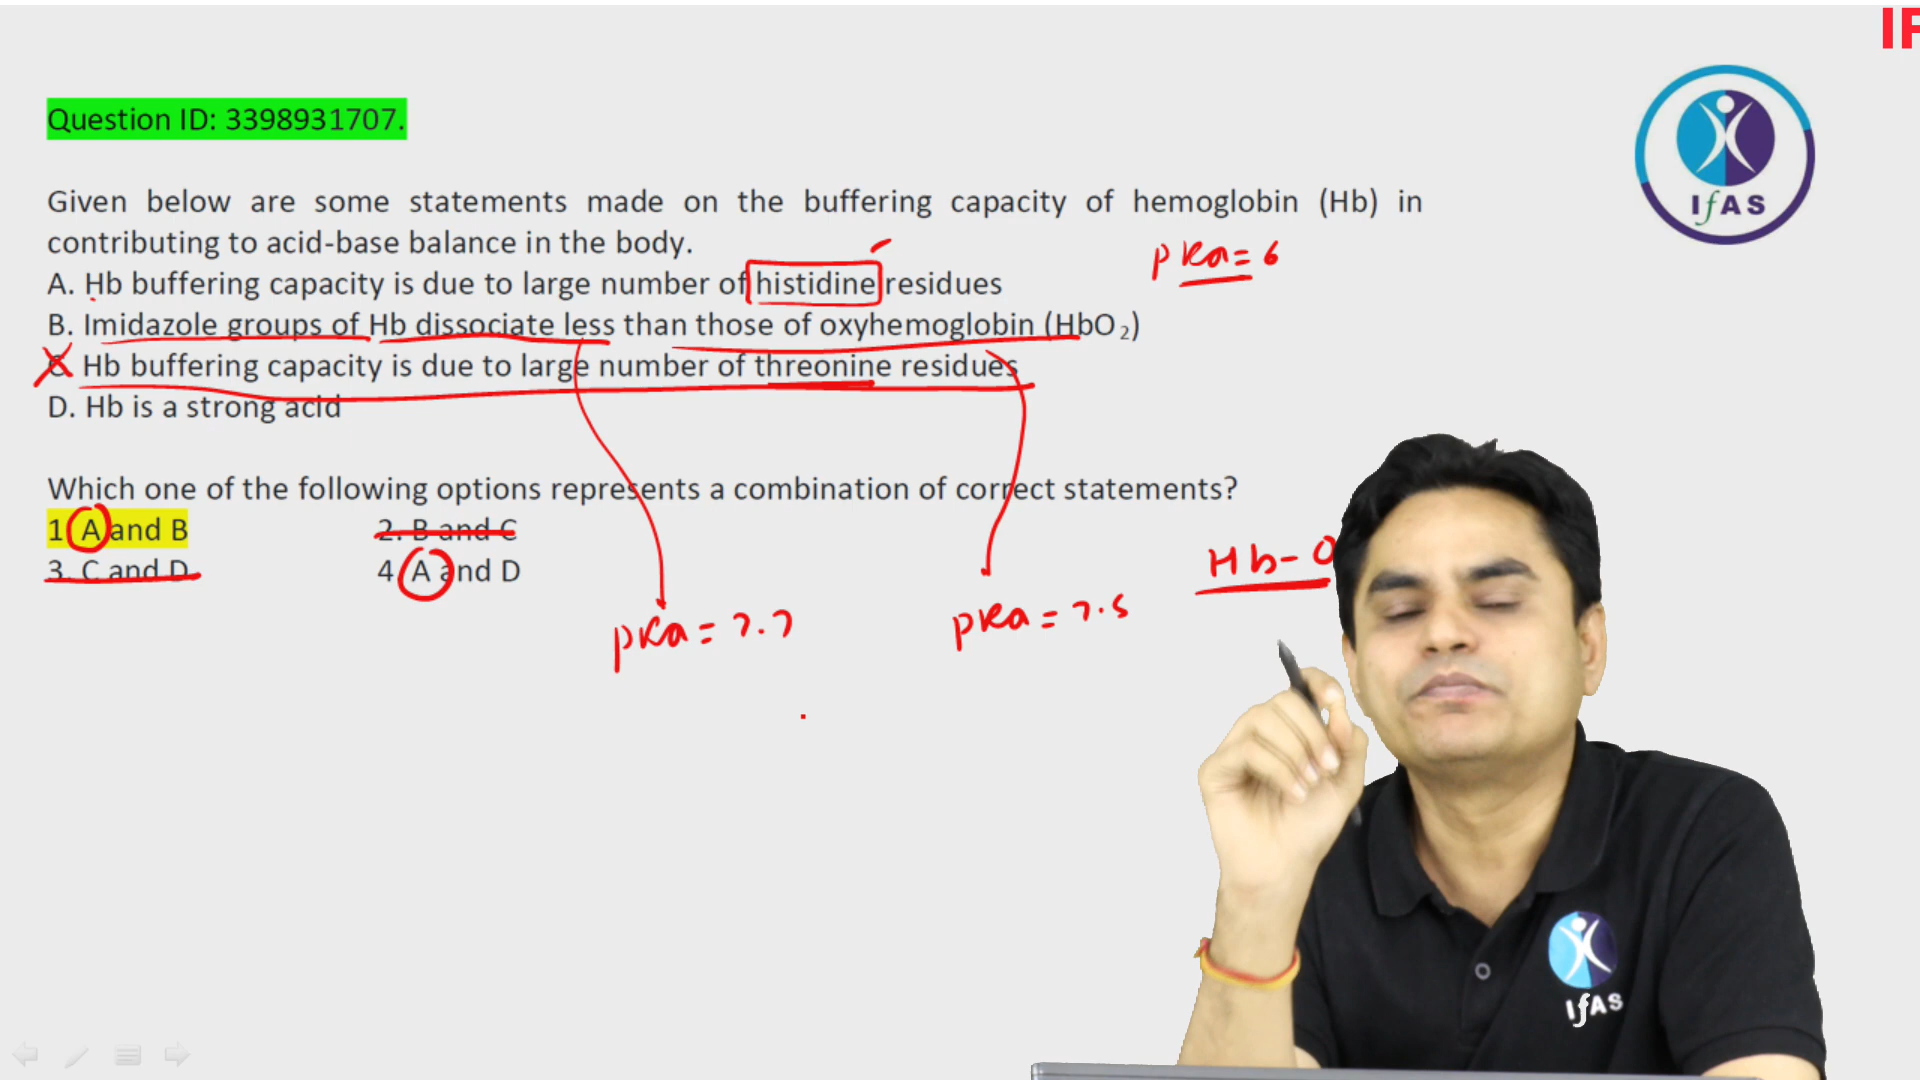 IF
Question ID: 3398931707.
IfAS
Given below are some statements made on the buffering capacity of hemoglobin (Hb) in
contributing to acid-base balance in the body.
pKa = 6
A. Hb buffering capacity is due to large number of histidine residues
B. Imidazole groups of Hb dissociate less than those of oxyhemoglobin (HbO2)
C. Hb buffering capacity is due to large number of threonine residues
D. Hb is a strong acid
Which one of the following options represents a combination of correct statements?
1 A and B 2. B and C
3. C and D 4 A and D
Hb-O
pKa = 7.7 pKa = 7.5
IfAS